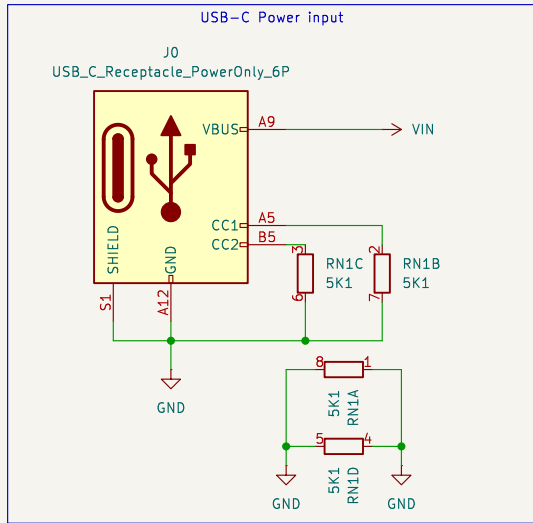 USB-C Power input
J0
USB_C_Receptacle_PowerOnly_6P
VBUS
A9
VIN
CC1
A5
CC2
B5
SHIELD
GND
S1
A12
3
RN1C
5K1
6
2
RN1B
5K1
7
GND
8
1
5K1
RN1A
5
4
5K1
RN1D
GND
GND